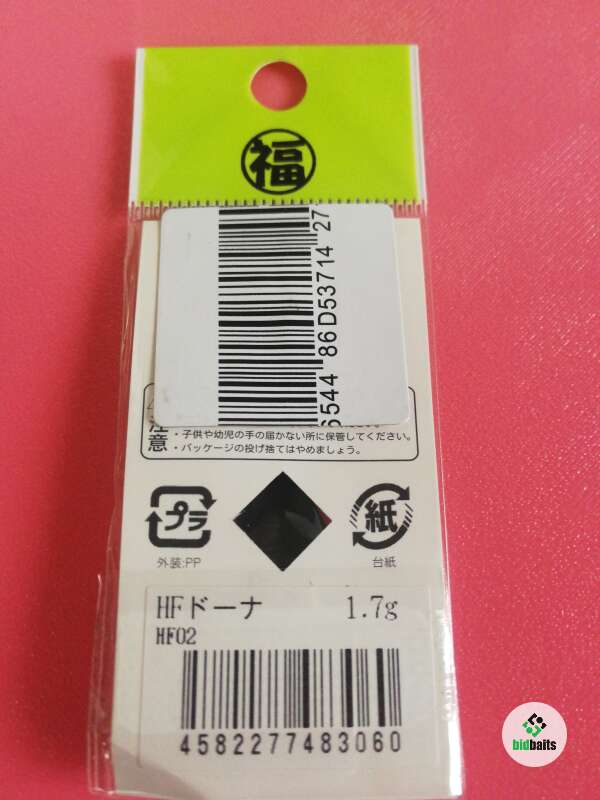 福
6544 86D53714 27
注意
・子供や幼児の手の届かない所に保管してください。
・パッケージの投げ捨てはやめましょう。
プラ
紙
外装:PP
台紙
HFドーナ 1.7g
HF02
4582277483060
bidbaits